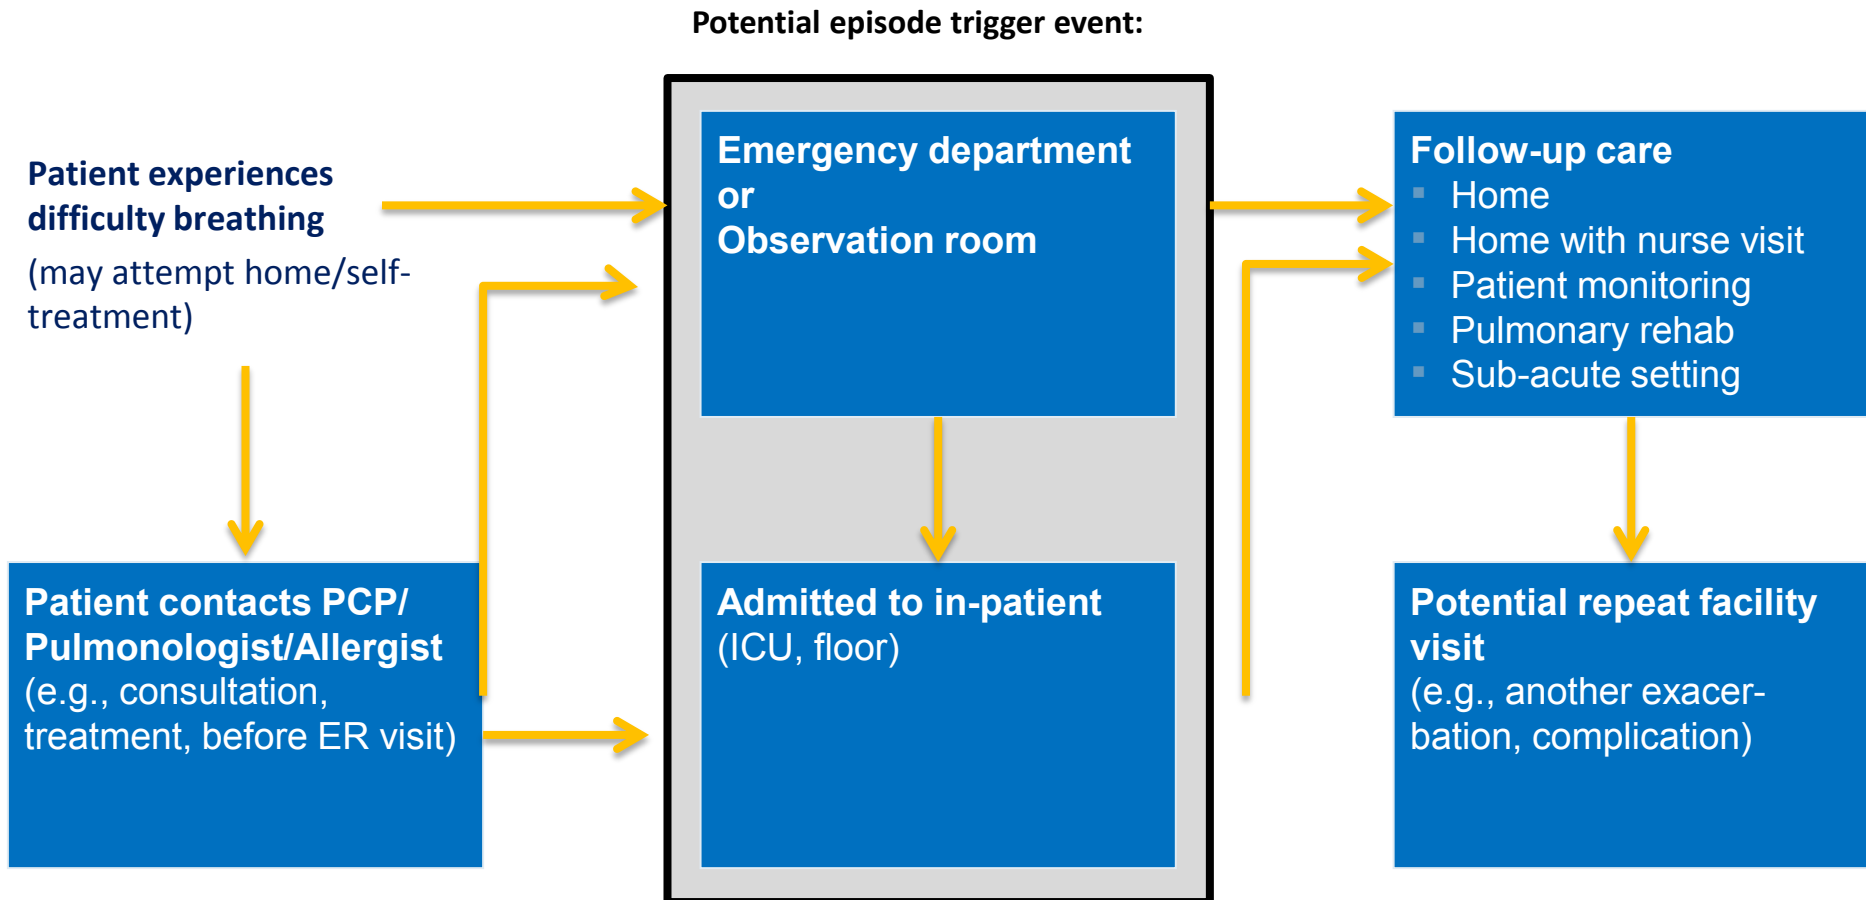 Potential episode trigger event:
Patient experiences
difficulty breathing
(may attempt home/self-
treatment)
Patient contacts PCP/
Pulmonologist/Allergist
(e.g., consultation,
treatment, before ER visit)
Emergency department
or
Observation room
Admitted to in-patient
(ICU, floor)
Follow-up care
▪ Home
▪ Home with nurse visit
▪ Patient monitoring
▪ Pulmonary rehab
▪ Sub-acute setting
Potential repeat facility
visit
(e.g., another exacer-
bation, complication)